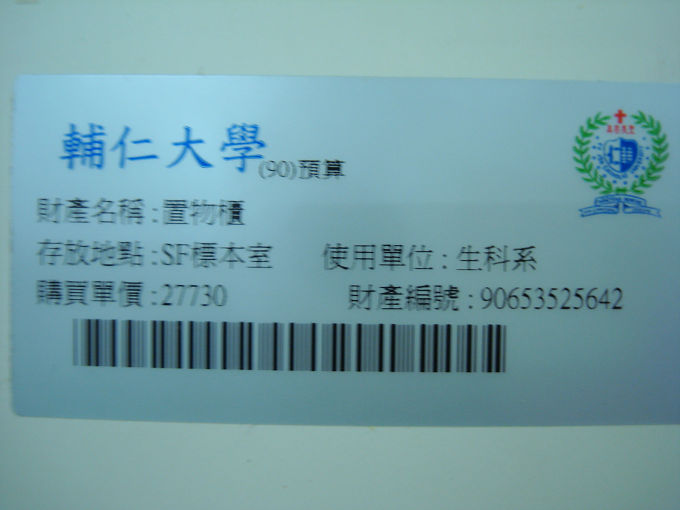 輔仁大學(90)預算
財產名稱:置物櫃
存放地點:SF標本室 使用單位:生科系
購買單價:27730 財產編號:90653525642